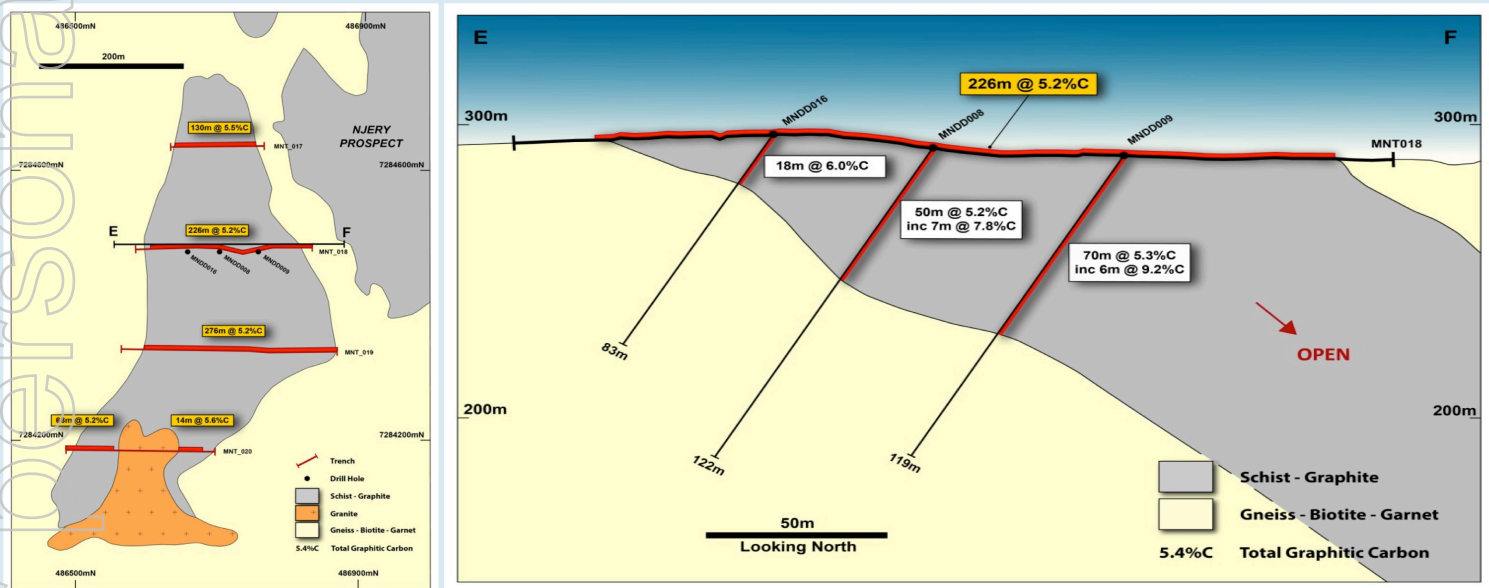 personal
486500mN
486900mN
200m
130m @ 5.5%C
MNT_017
NJERY
PROSPECT
7284600mN
7284600mN
E
226m @ 5.2%C
F
MNT_018
MNDD016
MNDD008
MNDD009
276m @ 5.2%C
MNT_019
@ 5.2%C
14m @ 5.6%C
7284200mN
7284200mN
MNT_020
Trench
Drill Hole
Schist - Graphite
Granite
Gneiss - Biotite - Garnet
5.4%C Total Graphitic Carbon
486500mN
486900mN
E
F
226m @ 5.2%C
300m
300m
MNDD016
MNDD008
MNDD009
MNT018
18m @ 6.0%C
50m @ 5.2%C
inc 7m @ 7.8%C
70m @ 5.3%C
inc 6m @ 9.2%C
OPEN
83m
200m
200m
122m
119m
50m
Looking North
Schist - Graphite
Gneiss - Biotite - Garnet
5.4%C Total Graphitic Carbon